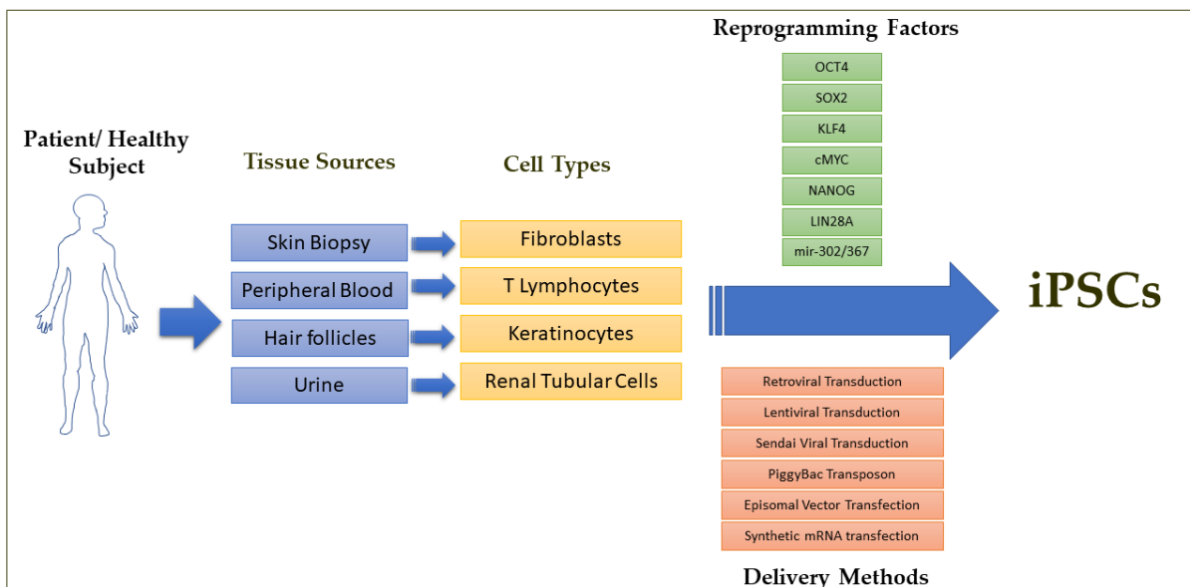 Patient/ Healthy
Subject
Tissue Sources
Skin Biopsy
Peripheral Blood
Hair follicles
Urine
Cell Types
Fibroblasts
T Lymphocytes
Keratinocytes
Renal Tubular Cells
Reprogramming Factors
OCT4
SOX2
KLF4
cMYC
NANOG
LIN28A
mir-302/367
Retroviral Transduction
Lentiviral Transduction
Sendai Viral Transduction
PiggyBac Transposon
Episomal Vector Transfection
Synthetic mRNA transfection
Delivery Methods
iPSCs